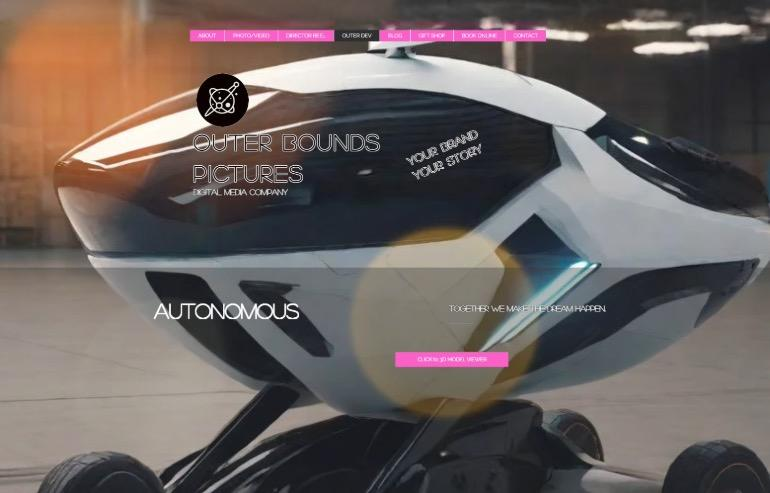 ABOUT
PHOTO/VIDEO
DIRECTOR REEL
OUTER DEV
BLOG
GIFT SHOP
BOOK ONLINE
CONTACT
OUTER BOUNDS
PICTURES
DIGITAL MEDIA COMPANY
YOUR BRAND
YOUR STORY
AUTONOMOUS
TOGETHER WE MAKE THE DREAM HAPPEN.
CLICK to 3D MODEL VIEWER